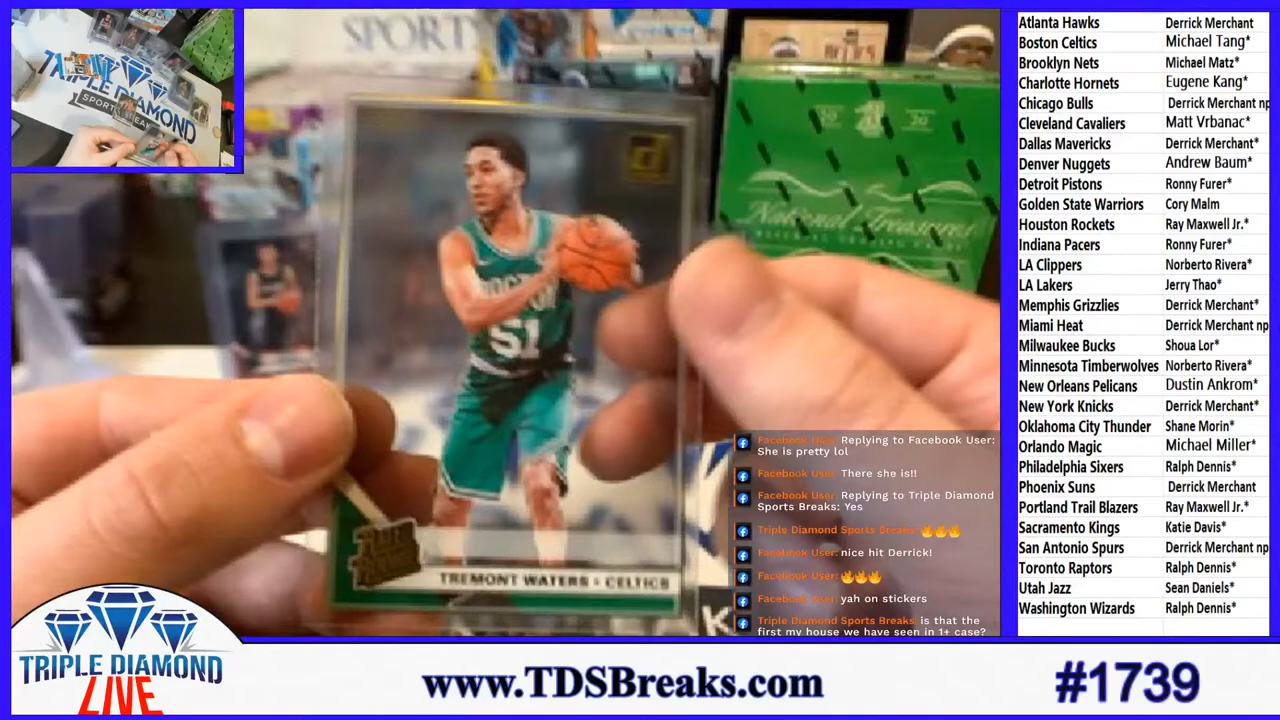 SPORT
TRIPLE DIAMOND
SPORTS BREAKS
National Treasures
BOSTON
51
Rated
Rookie
TREMONT WATERS • CELTICS
Facebook User: Replying to Facebook User:
She is pretty lol
Facebook User: There she is!!
Facebook User: Replying to Triple Diamond
Sports Breaks: Yes
Triple Diamond Sports Breaks: 🔥🔥🔥
Facebook User: nice hit Derrick!
Facebook User: 🔥🔥🔥
Facebook User: yah on stickers
Triple Diamond Sports Breaks: is that the
first my house we have seen in 1+ case?
Atlanta Hawks Derrick Merchant
Boston Celtics Michael Tang*
Brooklyn Nets Michael Matz*
Charlotte Hornets Eugene Kang*
Chicago Bulls Derrick Merchant np
Cleveland Cavaliers Matt Vrbanac*
Dallas Mavericks Derrick Merchant*
Denver Nuggets Andrew Baum*
Detroit Pistons Ronny Furer*
Golden State Warriors Cory Malm
Houston Rockets Ray Maxwell Jr.*
Indiana Pacers Ronny Furer*
LA Clippers Norberto Rivera*
LA Lakers Jerry Thao*
Memphis Grizzlies Derrick Merchant*
Miami Heat Derrick Merchant np
Milwaukee Bucks Shoua Lor*
Minnesota Timberwolves Norberto Rivera*
New Orleans Pelicans Dustin Ankrom*
New York Knicks Derrick Merchant*
Oklahoma City Thunder Shane Morin*
Orlando Magic Michael Miller*
Philadelphia Sixers Ralph Dennis*
Phoenix Suns Derrick Merchant
Portland Trail Blazers Ray Maxwell Jr.*
Sacramento Kings Katie Davis*
San Antonio Spurs Derrick Merchant np
Toronto Raptors Ralph Dennis*
Utah Jazz Sean Daniels*
Washington Wizards Ralph Dennis*
TRIPLE DIAMOND
LIVE
www.TDSBreaks.com
#1739